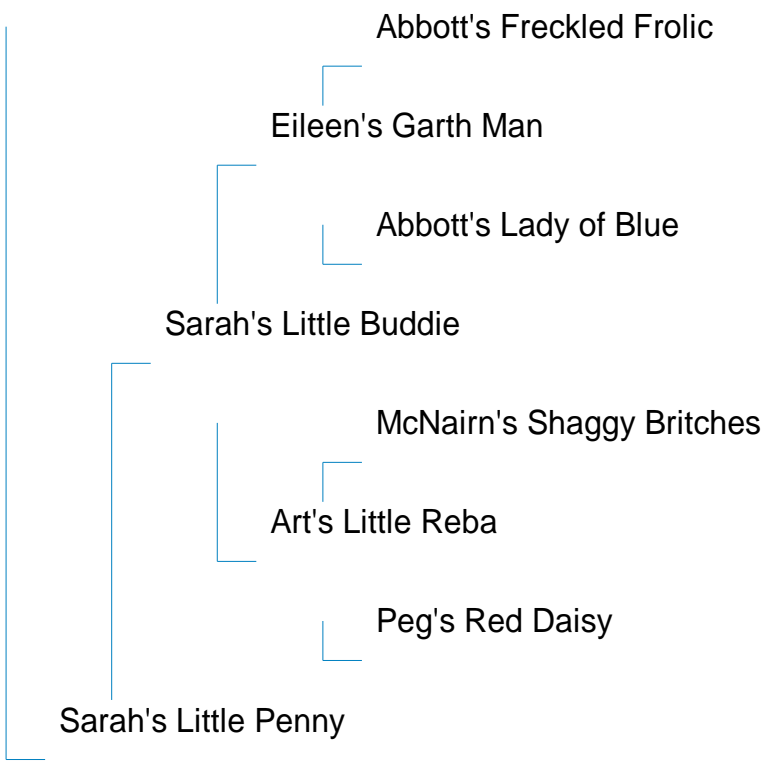 Abbott's Freckled Frolic
Eileen's Garth Man
Abbott's Lady of Blue
Sarah's Little Buddie
McNairn's Shaggy Britches
Art's Little Reba
Peg's Red Daisy
Sarah's Little Penny